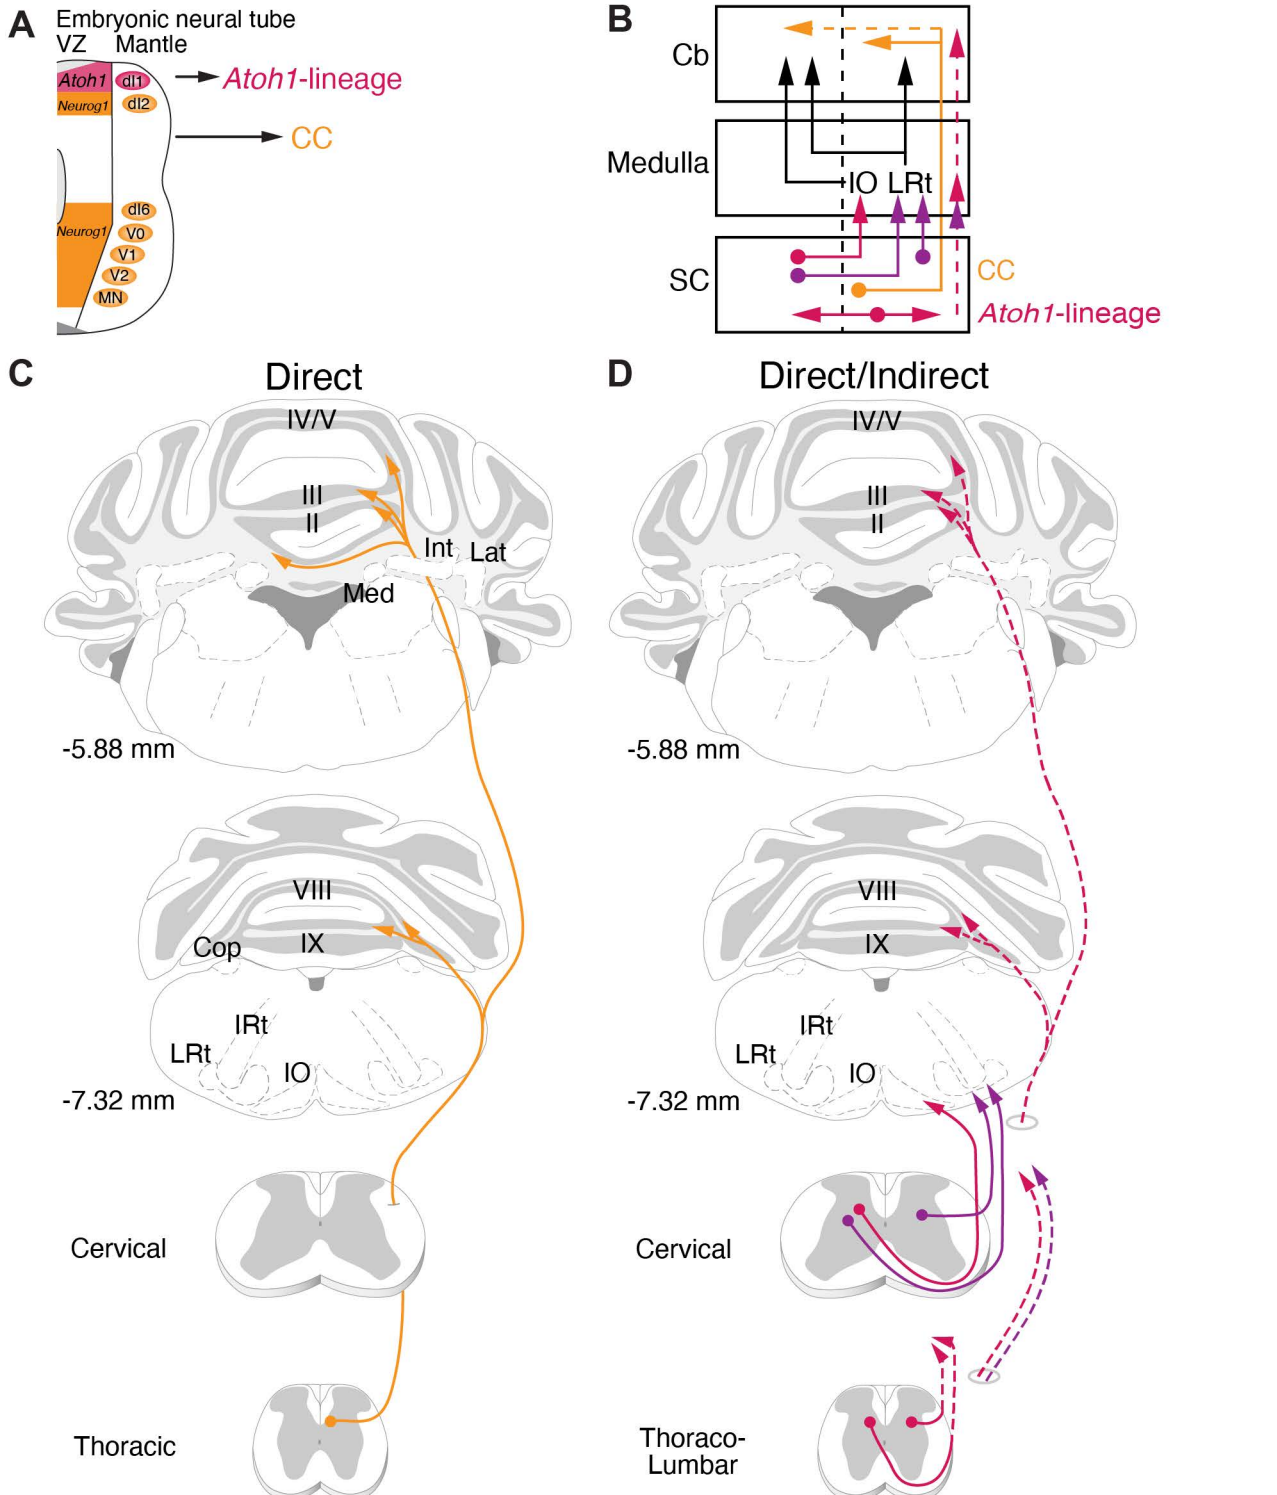 A
Embryonic neural tube
VZ Mantle
Atoh1 dI1
Atoh1-lineage
Neurog1 dI2
CC
dI6
Neurog1 V0
V1
V2
MN
B
Cb
Medulla
IO LRt
SC
CC
Atoh1-lineage
C
Direct
IV/V
III
II
Int Lat
Med
-5.88 mm
VIII
Cop IX
IRt
LRt
IO
-7.32 mm
Cervical
Thoracic
D
Direct/Indirect
IV/V
III
II
-5.88 mm
VIII
IX
IRt
LRt
IO
-7.32 mm
Cervical
Thoraco-
Lumbar